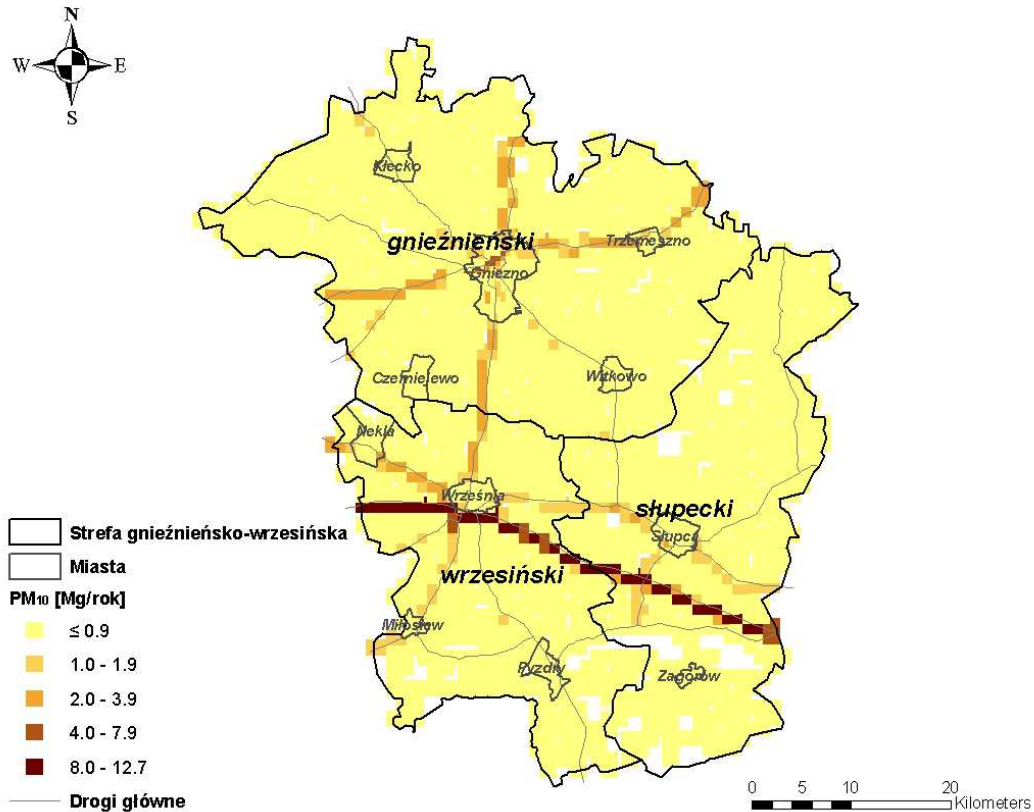 N
W E
S
Kłecko
gnieźnieński
Trzemeszno
Gniezno
Czerniejewo
Witkowo
Nekla
Września
słupecki
Słupca
wrzesiński
Miłosław
Pyzdry
Zagórów
Strefa gnieźnieńsko-wrzesińska
Miasta
PM10 [Mg/rok]
≤ 0.9
1.0 - 1.9
2.0 - 3.9
4.0 - 7.9
8.0 - 12.7
Drogi główne
0 5 10 20
Kilometers